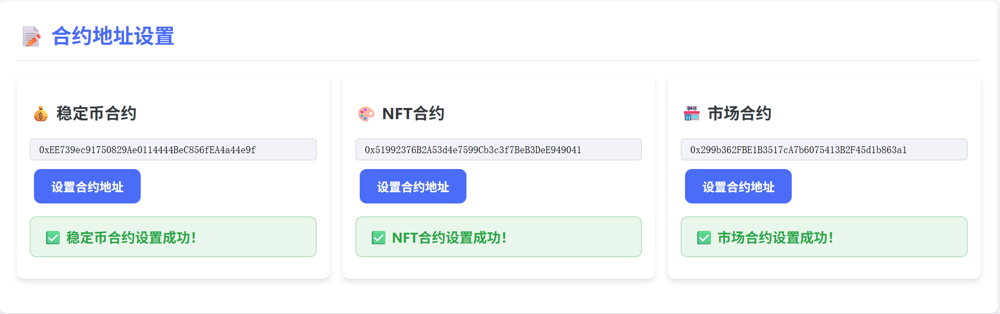 合约地址设置
稳定币合约
0xEE739ec91750829Ae0114444BeC856fEA4a44e9f
设置合约地址
稳定币合约设置成功！
NFT合约
0x51992376B2A53d4e7599Cb3c3f7BeB3DeE949041
设置合约地址
NFT合约设置成功！
24 H
市场合约
0x299b362FBE1B3517cA7b6075413B2F45d1b863a1
设置合约地址
市场合约设置成功！